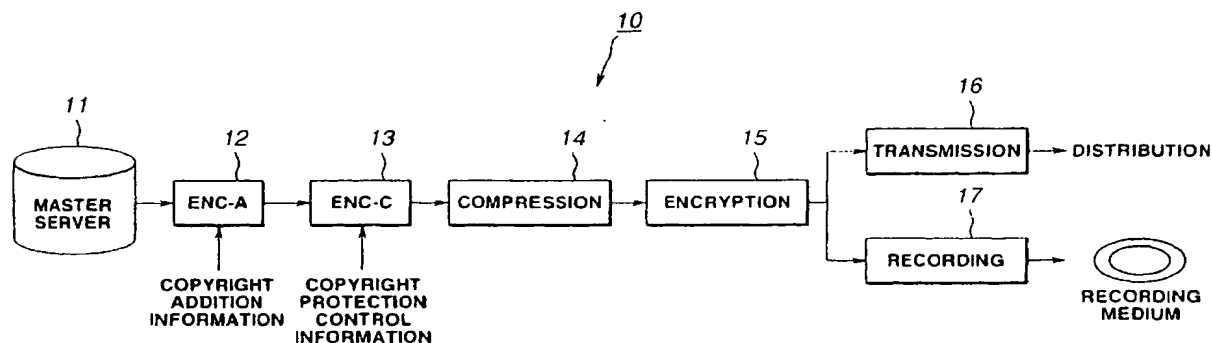 10
11
12
13
14
15
16
17
MASTER
SERVER
ENC-A
ENC-C
COMPRESSION
ENCRYPTION
TRANSMISSION
DISTRIBUTION
RECORDING
RECORDING
MEDIUM
COPYRIGHT
ADDITION
INFORMATION
COPYRIGHT
PROTECTION
CONTROL
INFORMATION